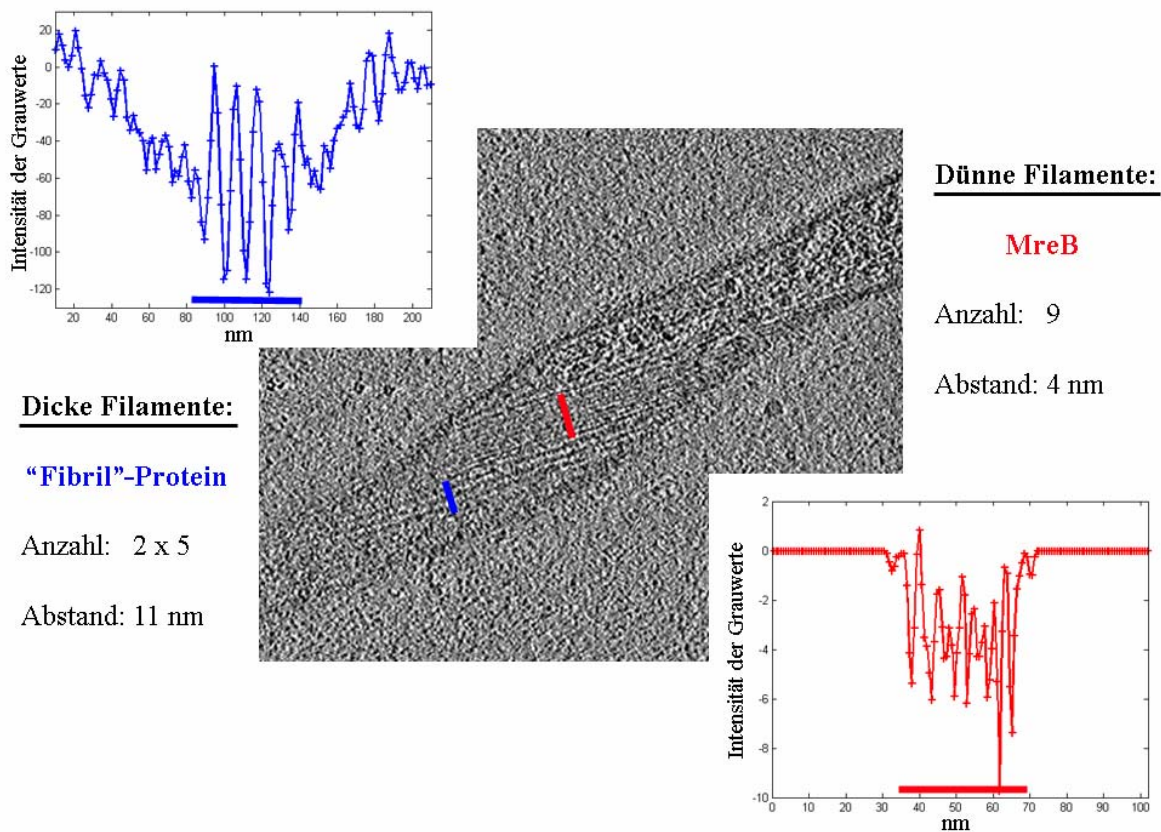 Intensität der Grauwerte
20
0
-20
-40
-60
-80
-100
-120
20 40 60 80 100 120 140 160 180 200
nm
Dicke Filamente:
“Fibril”-Protein
Anzahl: 2 x 5
Abstand: 11 nm
Dünne Filamente:
MreB
Anzahl: 9
Abstand: 4 nm
Intensität der Grauwerte
2
0
-2
-4
-6
-8
-10
0 10 20 30 40 50 60 70 80 90 100
nm